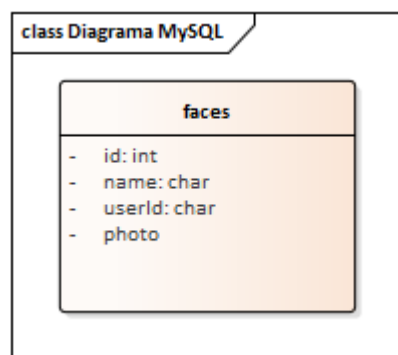 class Diagrama MySQL
faces
- id: int
- name: char
- userId: char
- photo